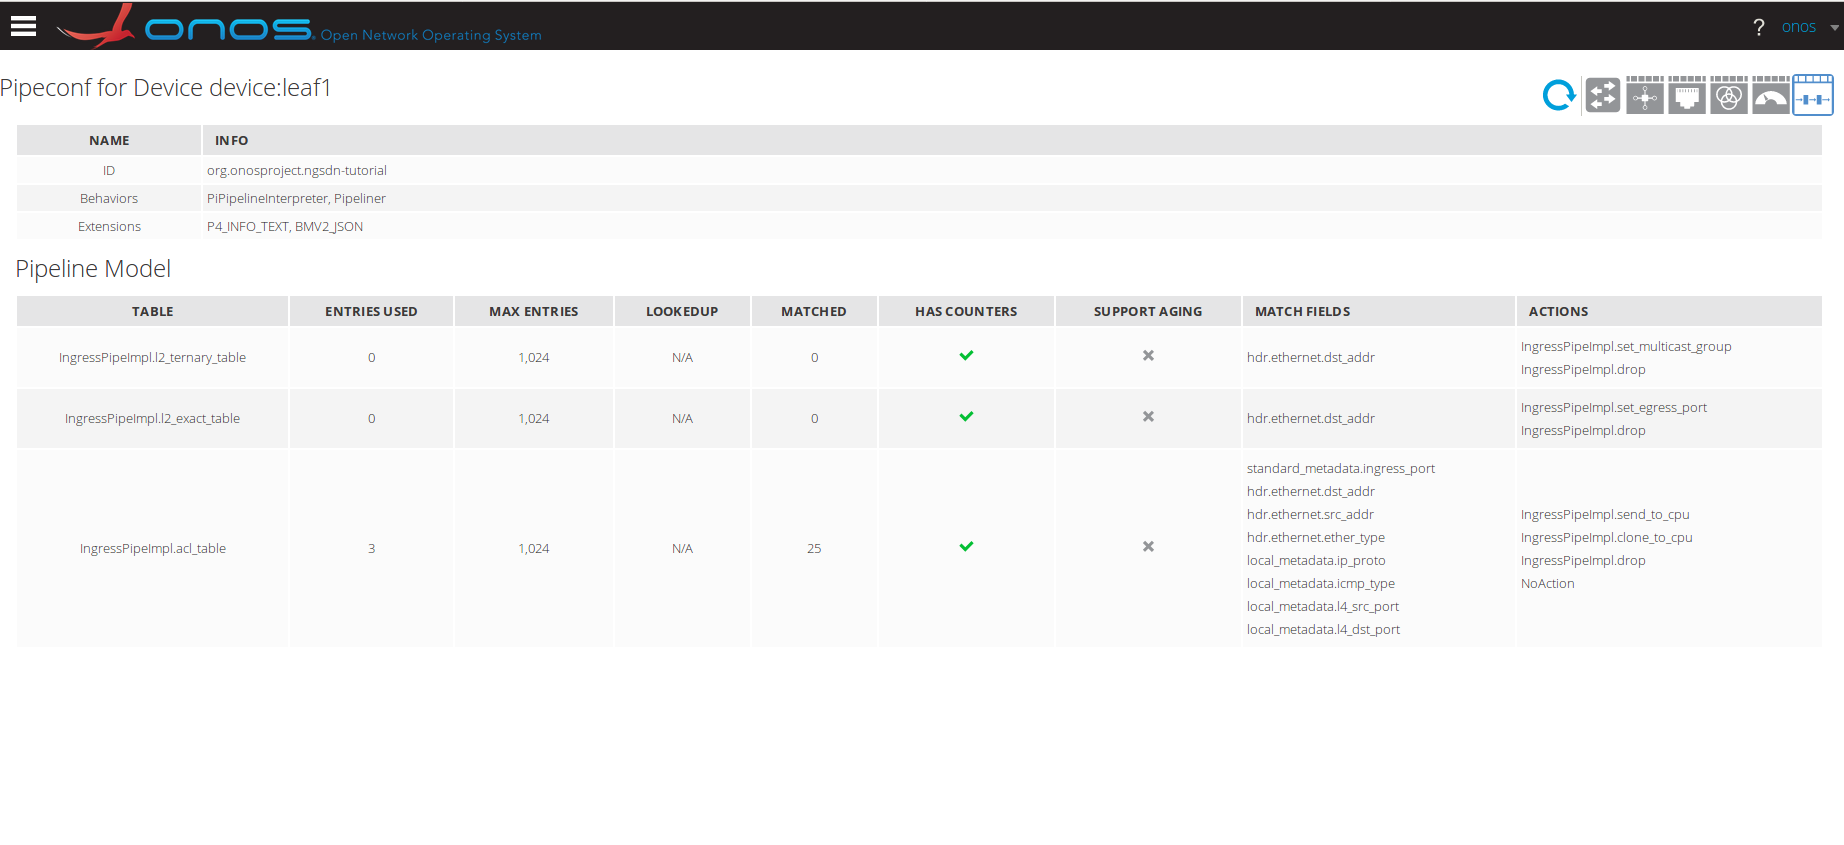 onos Open Network Operating System ? onos
Pipeconf for Device device:leaf1
NAME INFO
ID org.onosproject.ngsdn-tutorial
Behaviors PiPipelineInterpreter, Pipeliner
Extensions P4_INFO_TEXT, BMV2_JSON
Pipeline Model
TABLE ENTRIES USED MAX ENTRIES LOOKEDUP MATCHED HAS COUNTERS SUPPORT AGING MATCH FIELDS ACTIONS
IngressPipeImpl.l2_ternary_table 0 1,024 N/A 0 hdr.ethernet.dst_addr
IngressPipeImpl.set_multicast_group
IngressPipeImpl.drop
IngressPipeImpl.l2_exact_table 0 1,024 N/A 0 hdr.ethernet.dst_addr
IngressPipeImpl.set_egress_port
IngressPipeImpl.drop
IngressPipeImpl.acl_table 3 1,024 N/A 25
standard_metadata.ingress_port
hdr.ethernet.dst_addr
hdr.ethernet.src_addr
hdr.ethernet.ether_type
local_metadata.ip_proto
local_metadata.icmp_type
local_metadata.l4_src_port
local_metadata.l4_dst_port
IngressPipeImpl.send_to_cpu
IngressPipeImpl.clone_to_cpu
IngressPipeImpl.drop
NoAction